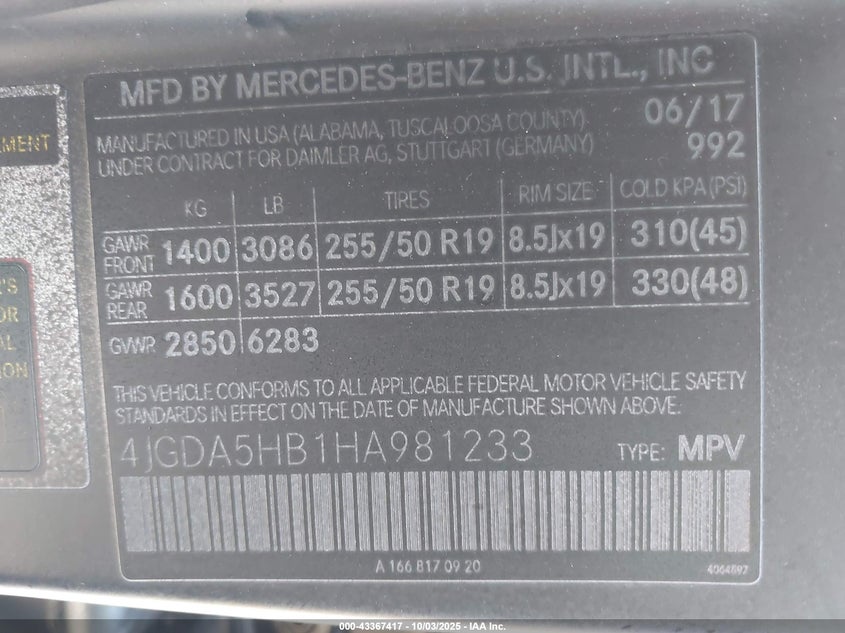 MFD BY MERCEDES-BENZ U.S. INTL., INC
MANUFACTURED IN USA (ALABAMA, TUSCALOOSA COUNTY). 06/17
UNDER CONTRACT FOR DAIMLER AG, STUTTGART (GERMANY) 992
KG LB TIRES RIM SIZE COLD KPA (PSI)
GAWR FRONT 1400 3086 255/50 R19 8.5Jx19 310(45)
GAWR REAR 1600 3527 255/50 R19 8.5Jx19 330(48)
GVWR 2850 6283
THIS VEHICLE CONFORMS TO ALL APPLICABLE FEDERAL MOTOR VEHICLE SAFETY
STANDARDS IN EFFECT ON THE DATE OF MANUFACTURE SHOWN ABOVE.
4JGDA5HB1HA981233 TYPE: MPV
A 166 817 09 20
000-43367417 - 10/03/2025 - IAA Inc.